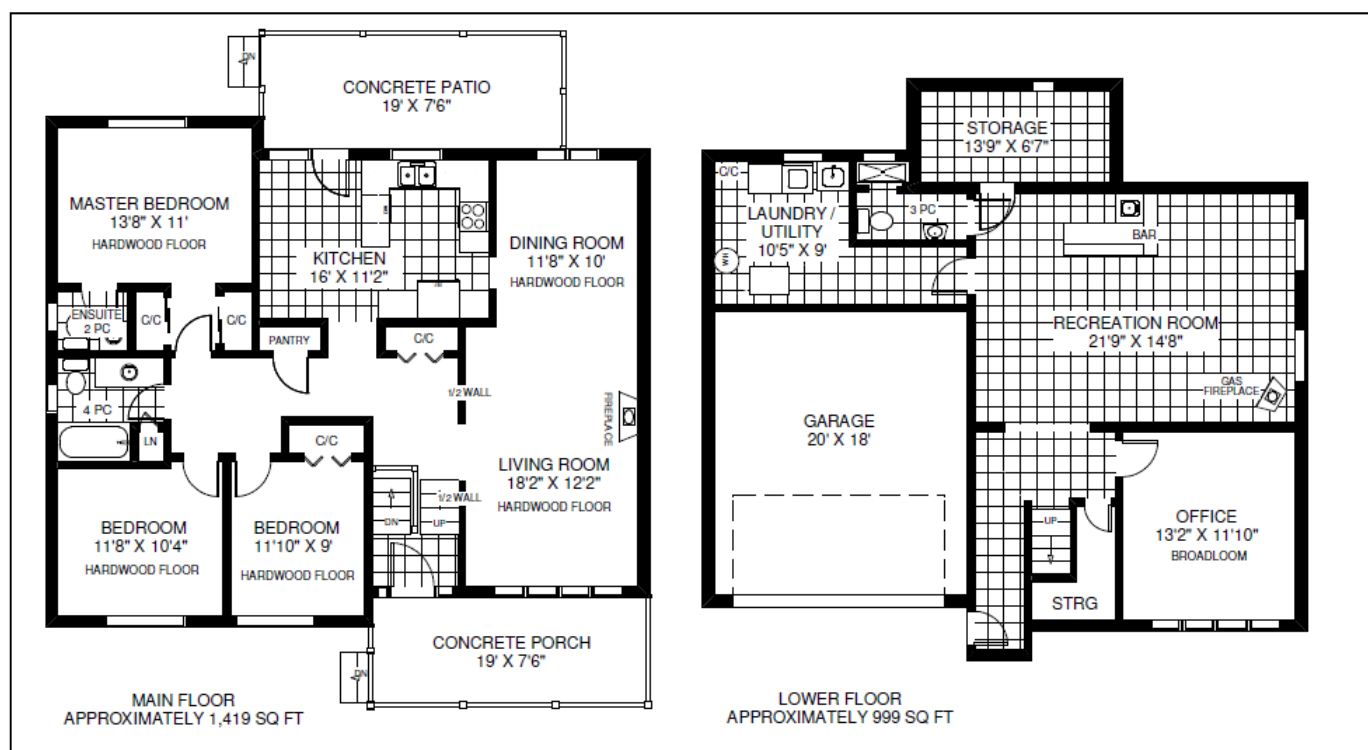 DN
CONCRETE PATIO
19' X 7'6"
MASTER BEDROOM
13'8" X 11'
HARDWOOD FLOOR
KITCHEN
16' X 11'2"
DINING ROOM
11'8" X 10'
HARDWOOD FLOOR
ENSUITE
2 PC
C/C
C/C
PANTRY
C/C
1/2 WALL
4 PC
LN
C/C
FIREPLACE
LIVING ROOM
18'2" X 12'2"
HARDWOOD FLOOR
1/2 WALL
DN
UP
BEDROOM
11'8" X 10'4"
HARDWOOD FLOOR
BEDROOM
11'10" X 9'
HARDWOOD FLOOR
CONCRETE PORCH
19' X 7'6"
DN
MAIN FLOOR
APPROXIMATELY 1,419 SQ FT
STORAGE
13'9" X 6'7"
C/C
LAUNDRY /
UTILITY
10'5" X 9'
WH
3 PC
BAR
RECREATION ROOM
21'9" X 14'8"
GAS
FIREPLACE
GARAGE
20' X 18'
UP
OFFICE
13'2" X 11'10"
BROADLOOM
STRG
LOWER FLOOR
APPROXIMATELY 999 SQ FT